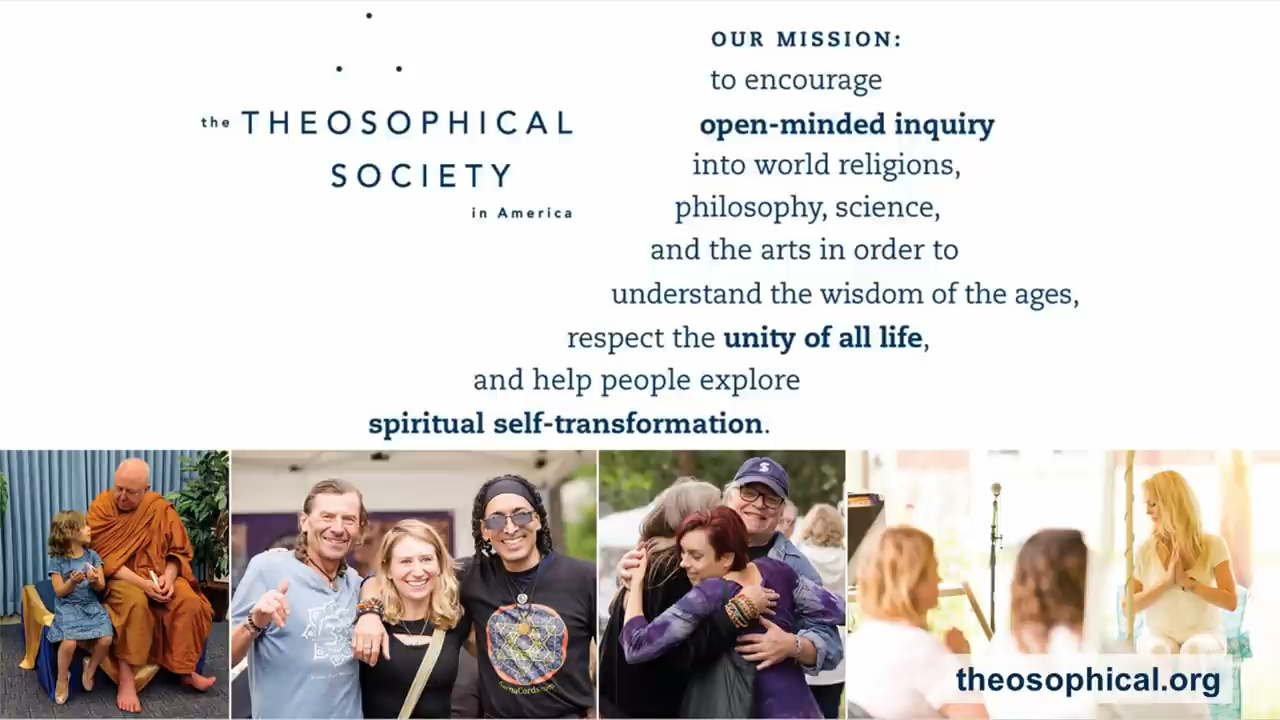 the THEOSOPHICAL
SOCIETY
in America
OUR MISSION:
to encourage
open-minded inquiry
into world religions,
philosophy, science,
and the arts in order to
understand the wisdom of the ages,
respect the unity of all life,
and help people explore
spiritual self-transformation.
theosophical.org